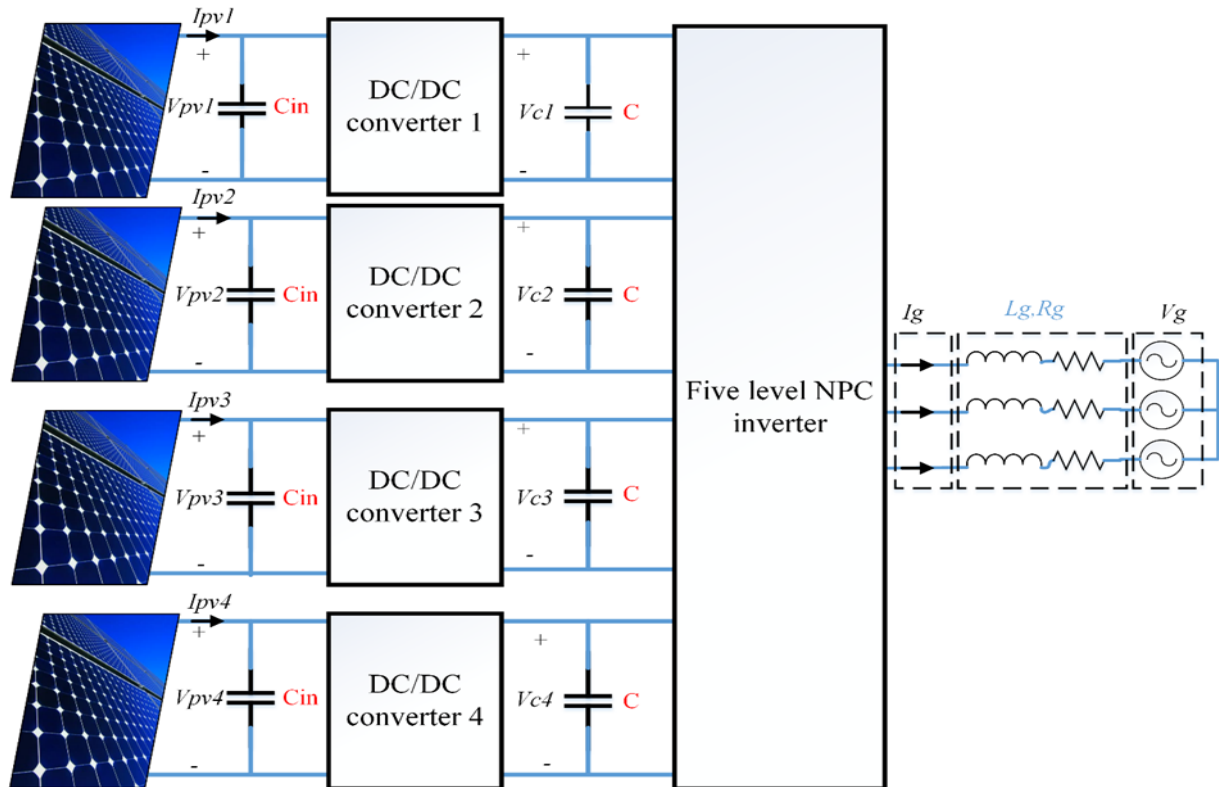 Ipv1
+
Vpv1
-
Cin
DC/DC
converter 1
+
Vc1
-
C
Ipv2
+
Vpv2
-
Cin
DC/DC
converter 2
+
Vc2
-
C
Ipv3
+
Vpv3
-
Cin
DC/DC
converter 3
+
Vc3
-
C
Ipv4
+
Vpv4
-
Cin
DC/DC
converter 4
+
Vc4
-
C
Five level NPC
inverter
Ig
Lg,Rg
Vg